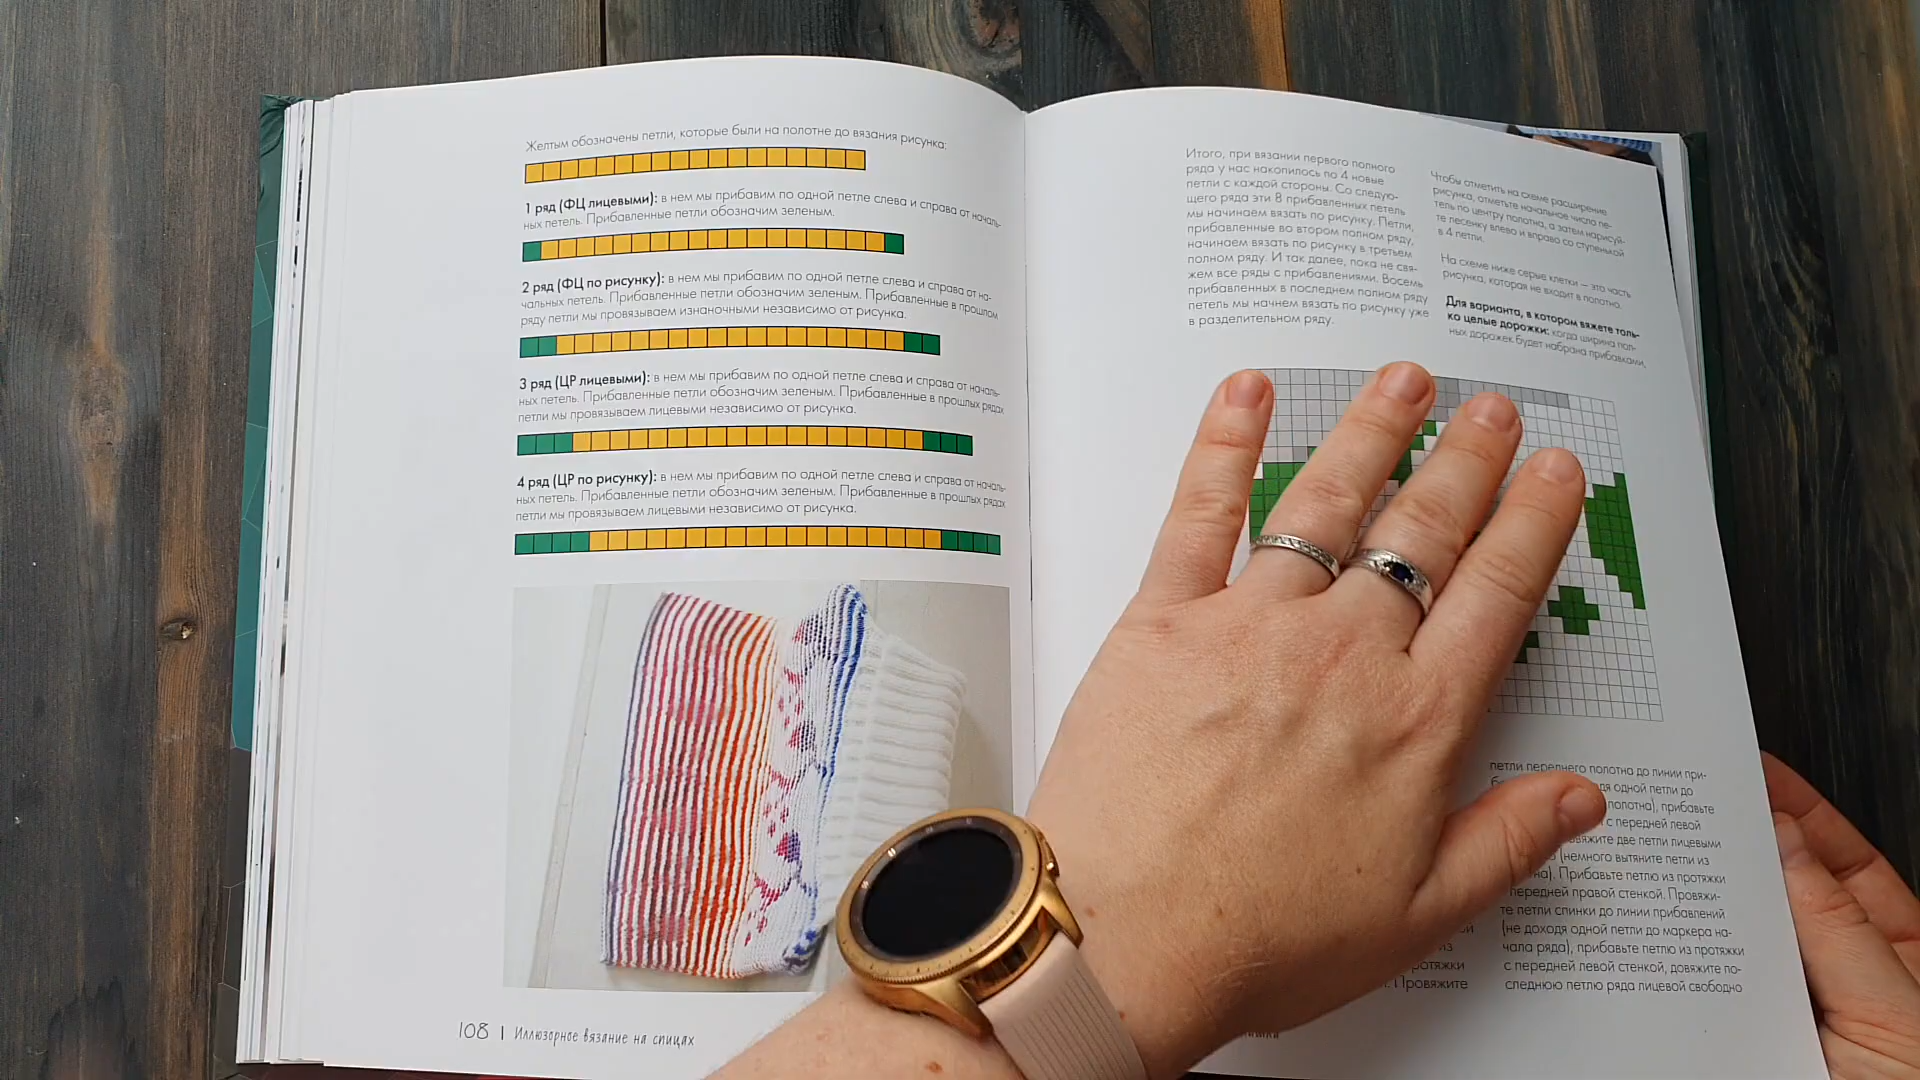 Желтым обозначены петли, которые были на полотне до вязания рисунка:
1 ряд (ФЦ лицевыми): в нем мы прибавим по одной петле слева и справа от началь-
ных петель. Прибавленные петли обозначим зеленым.
2 ряд (ФЦ по рисунку): в нем мы прибавим по одной петле слева и справа от на-
чальных петель. Прибавленные петли обозначим зеленым. Прибавленные в прошлом
ряду петли мы провязываем изнаночными независимо от рисунка.
3 ряд (ЦР лицевыми): в нем мы прибавим по одной петле слева и справа от началь-
ных петель. Прибавленные петли обозначим зеленым. Прибавленные в прошлых рядах
петли мы провязываем лицевыми независимо от рисунка.
4 ряд (ЦР по рисунку): в нем мы прибавим по одной петле слева и справа от началь-
ных петель. Прибавленные петли обозначим зеленым. Прибавленные в прошлых рядах
петли мы провязываем лицевыми независимо от рисунка.
108 | Иллюзорное вязание на спицах
Итого, при вязании первого полного
ряда у нас накопилось по 4 новые
петли с каждой стороны. Со следую-
щего ряда эти 8 прибавленных петель
мы начинаем вязать по рисунку. Петли,
прибавленные во втором полном ряду,
начинаем вязать по рисунку в третьем
полном ряду. И так далее, пока не свя-
жем все ряды с прибавлениями. Восемь
прибавленных в последнем полном ряду
петель мы начнем вязать по рисунку уже
в разделительном ряду.
Чтобы отметить на схеме расширение
рисунка, отметьте начальное число пе-
тель по центру полотна, а затем нарисуй-
те лесенку влево и вправо со ступенькой
в 4 петли.
На схеме ниже серые клетки — это часть
рисунка, которая не входит в полотно.
Для варианта, в котором вяжете толь-
ко целые дорожки: когда ширина пол-
ных дорожек будет набрана прибавками,
ротяжки
. Провяжите
петли переднего полотна до линии при-
дя одной петли до
полотна), прибавьте
с передней левой
вяжите две петли лицевыми
(немного вытяните петли из
на). Прибавьте петлю из протяжки
передней правой стенкой. Провяжи-
те петли спинки до линии прибавлений
(не доходя одной петли до маркера на-
чала ряда), прибавьте петлю из протяжки
с передней левой стенкой, довяжите по-
следнюю петлю ряда лицевой свободно